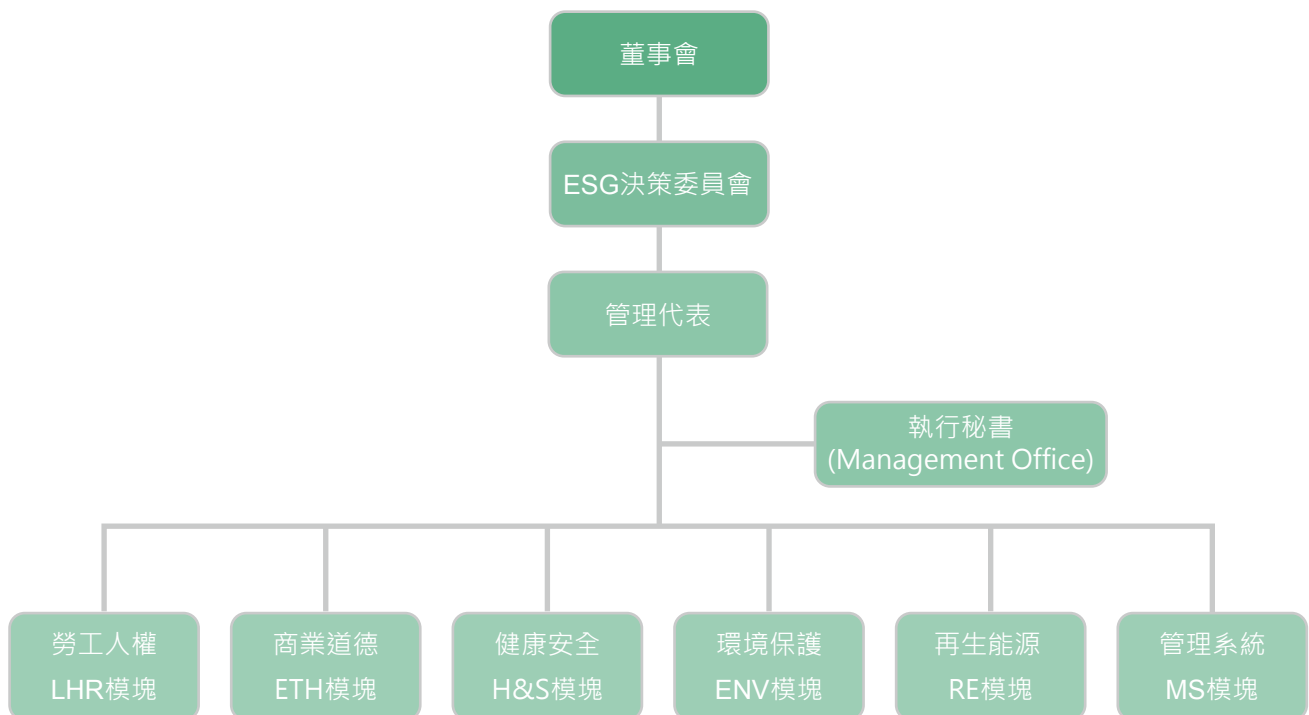 董事會
ESG決策委員會
管理代表
執行秘書
(Management Office)
勞工人權
LHR模塊
商業道德
ETH模塊
健康安全
H&S模塊
環境保護
ENV模塊
再生能源
RE模塊
管理系統
MS模塊